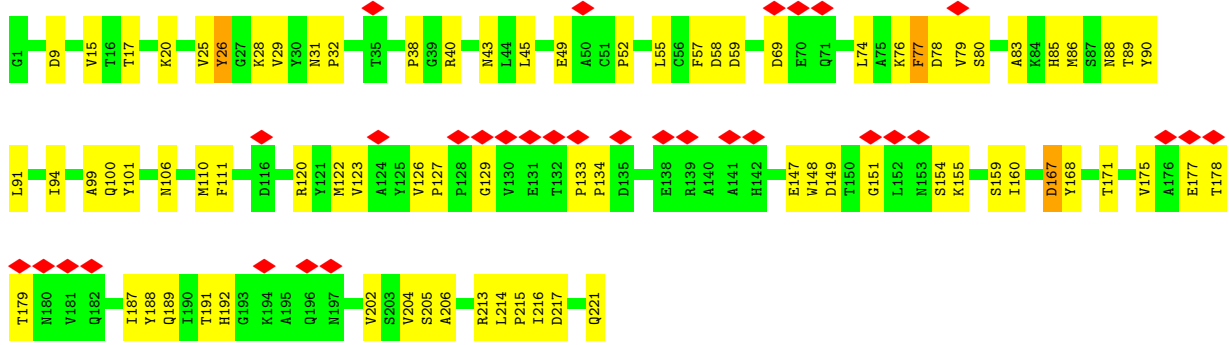 G1 D9 V15 T16 T17 K20 V25 Y26 G27 K28 V29 Y30 N31 P32 T35 P38 G39 R40 N43 L44 L45 E49 A50 C51 P52 L55 C56 F57 D58 D59 D69 E70 Q71 L74 A75 K76 F77 D78 V79 S80 A83 K84 H85 M86 S87 N88 T89 Y90
L91 I94 A99 Q100 Y101 N106 M110 F111 D116 R120 Y121 M122 V123 A124 Y125 V126 P127 P128 G129 V130 E131 T132 P133 P134 D135 E138 R139 A140 A141 H142 E147 W148 D149 T150 G151 L152 N153 S154 K155 S159 I160 D167 Y168 T171 V175 A176 E177 T178
T179 N180 V181 Q182 I187 Y188 Q189 I190 T191 H192 G193 K194 A195 Q196 N197 V202 S203 V204 S205 A206 R213 L214 P215 I216 D217 Q221